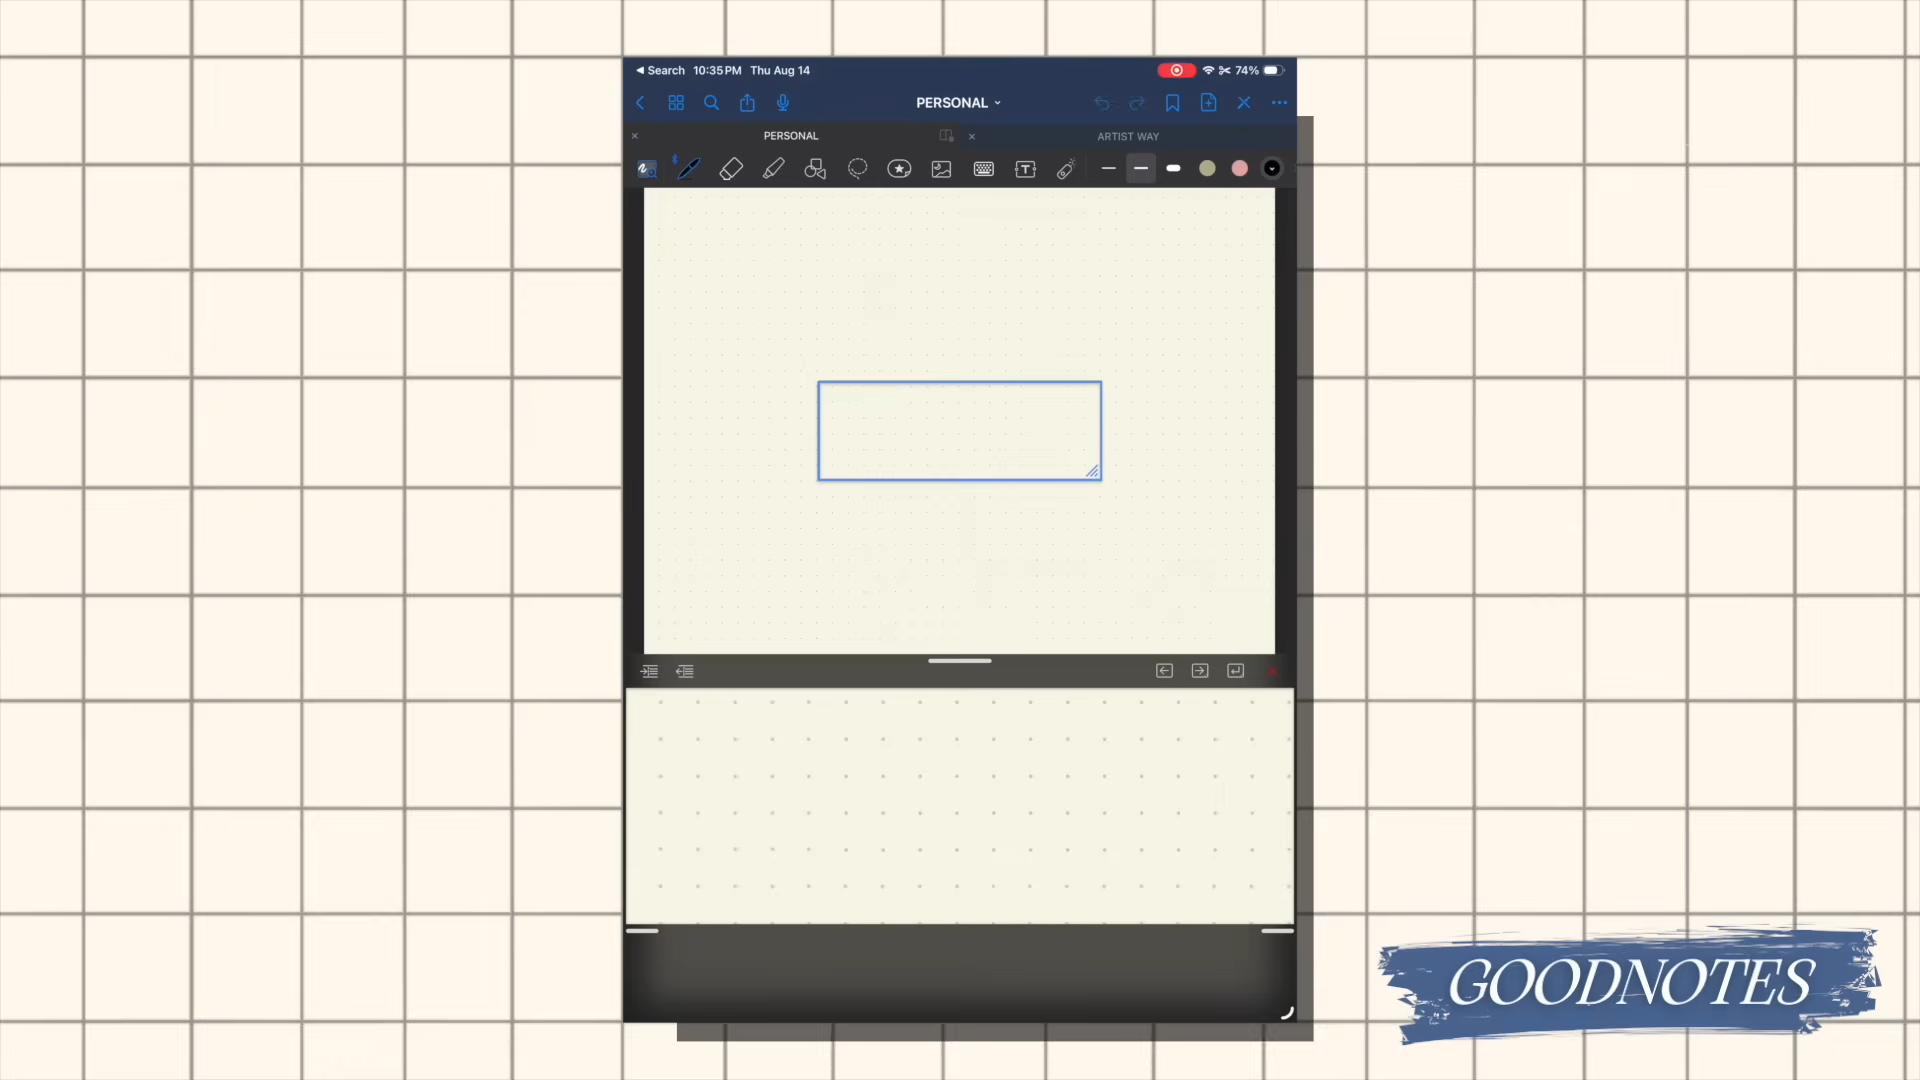 Search 10:35 PM Thu Aug 14 74%
PERSONAL
PERSONAL ARTIST WAY
GOODNOTES